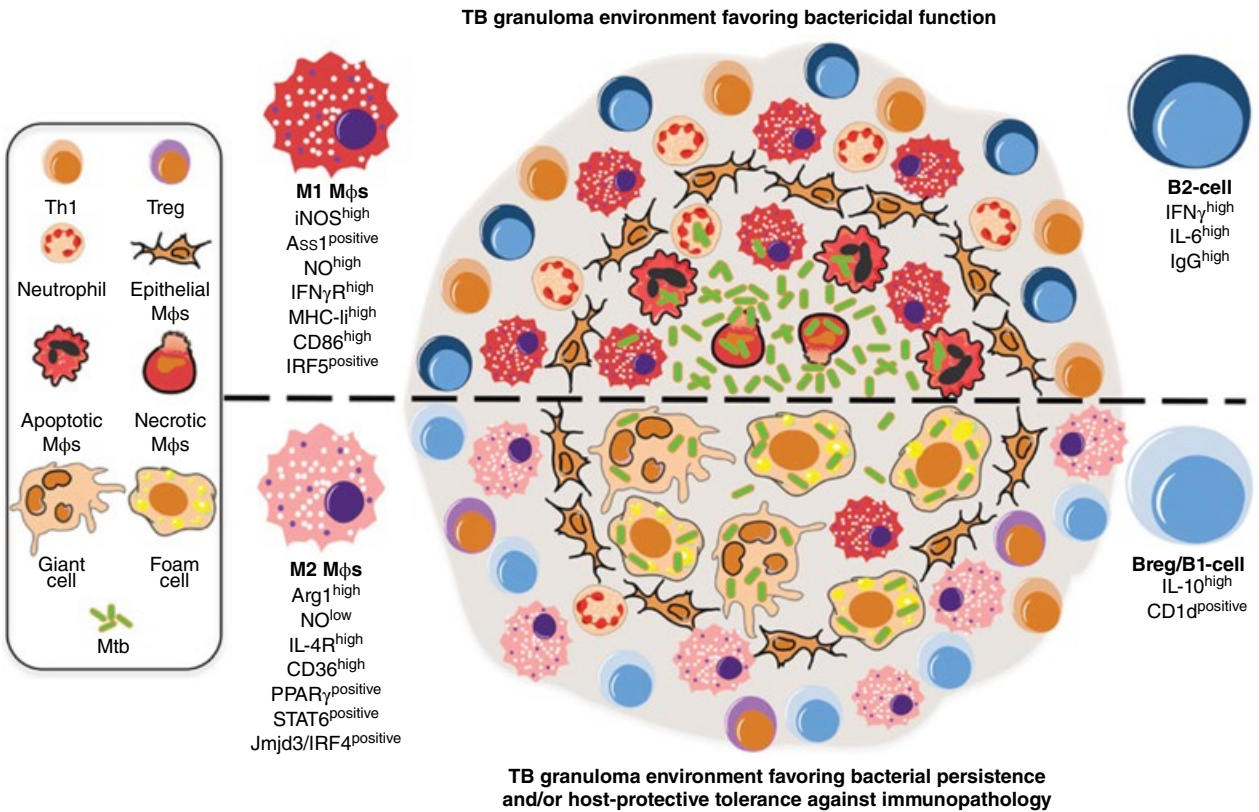 TB granuloma environment favoring bactericidal function
Th1
Treg
Neutrophil
Epithelial
Mϕs
Apoptotic
Mϕs
Necrotic
Mϕs
Giant
cell
Foam
cell
Mtb
M1 Mϕs
iNOShigh
Ass1positive
NOhigh
IFNγRhigh
MHC-Iihigh
CD86high
IRF5positive
M2 Mϕs
Arg1high
NOlow
IL-4Rhigh
CD36high
PPARγpositive
STAT6positive
Jmjd3/IRF4positive
B2-cell
IFNγhigh
IL-6high
IgGhigh
Breg/B1-cell
IL-10high
CD1dpositive
TB granuloma environment favoring bacterial persistence
and/or host-protective tolerance against immunopathology